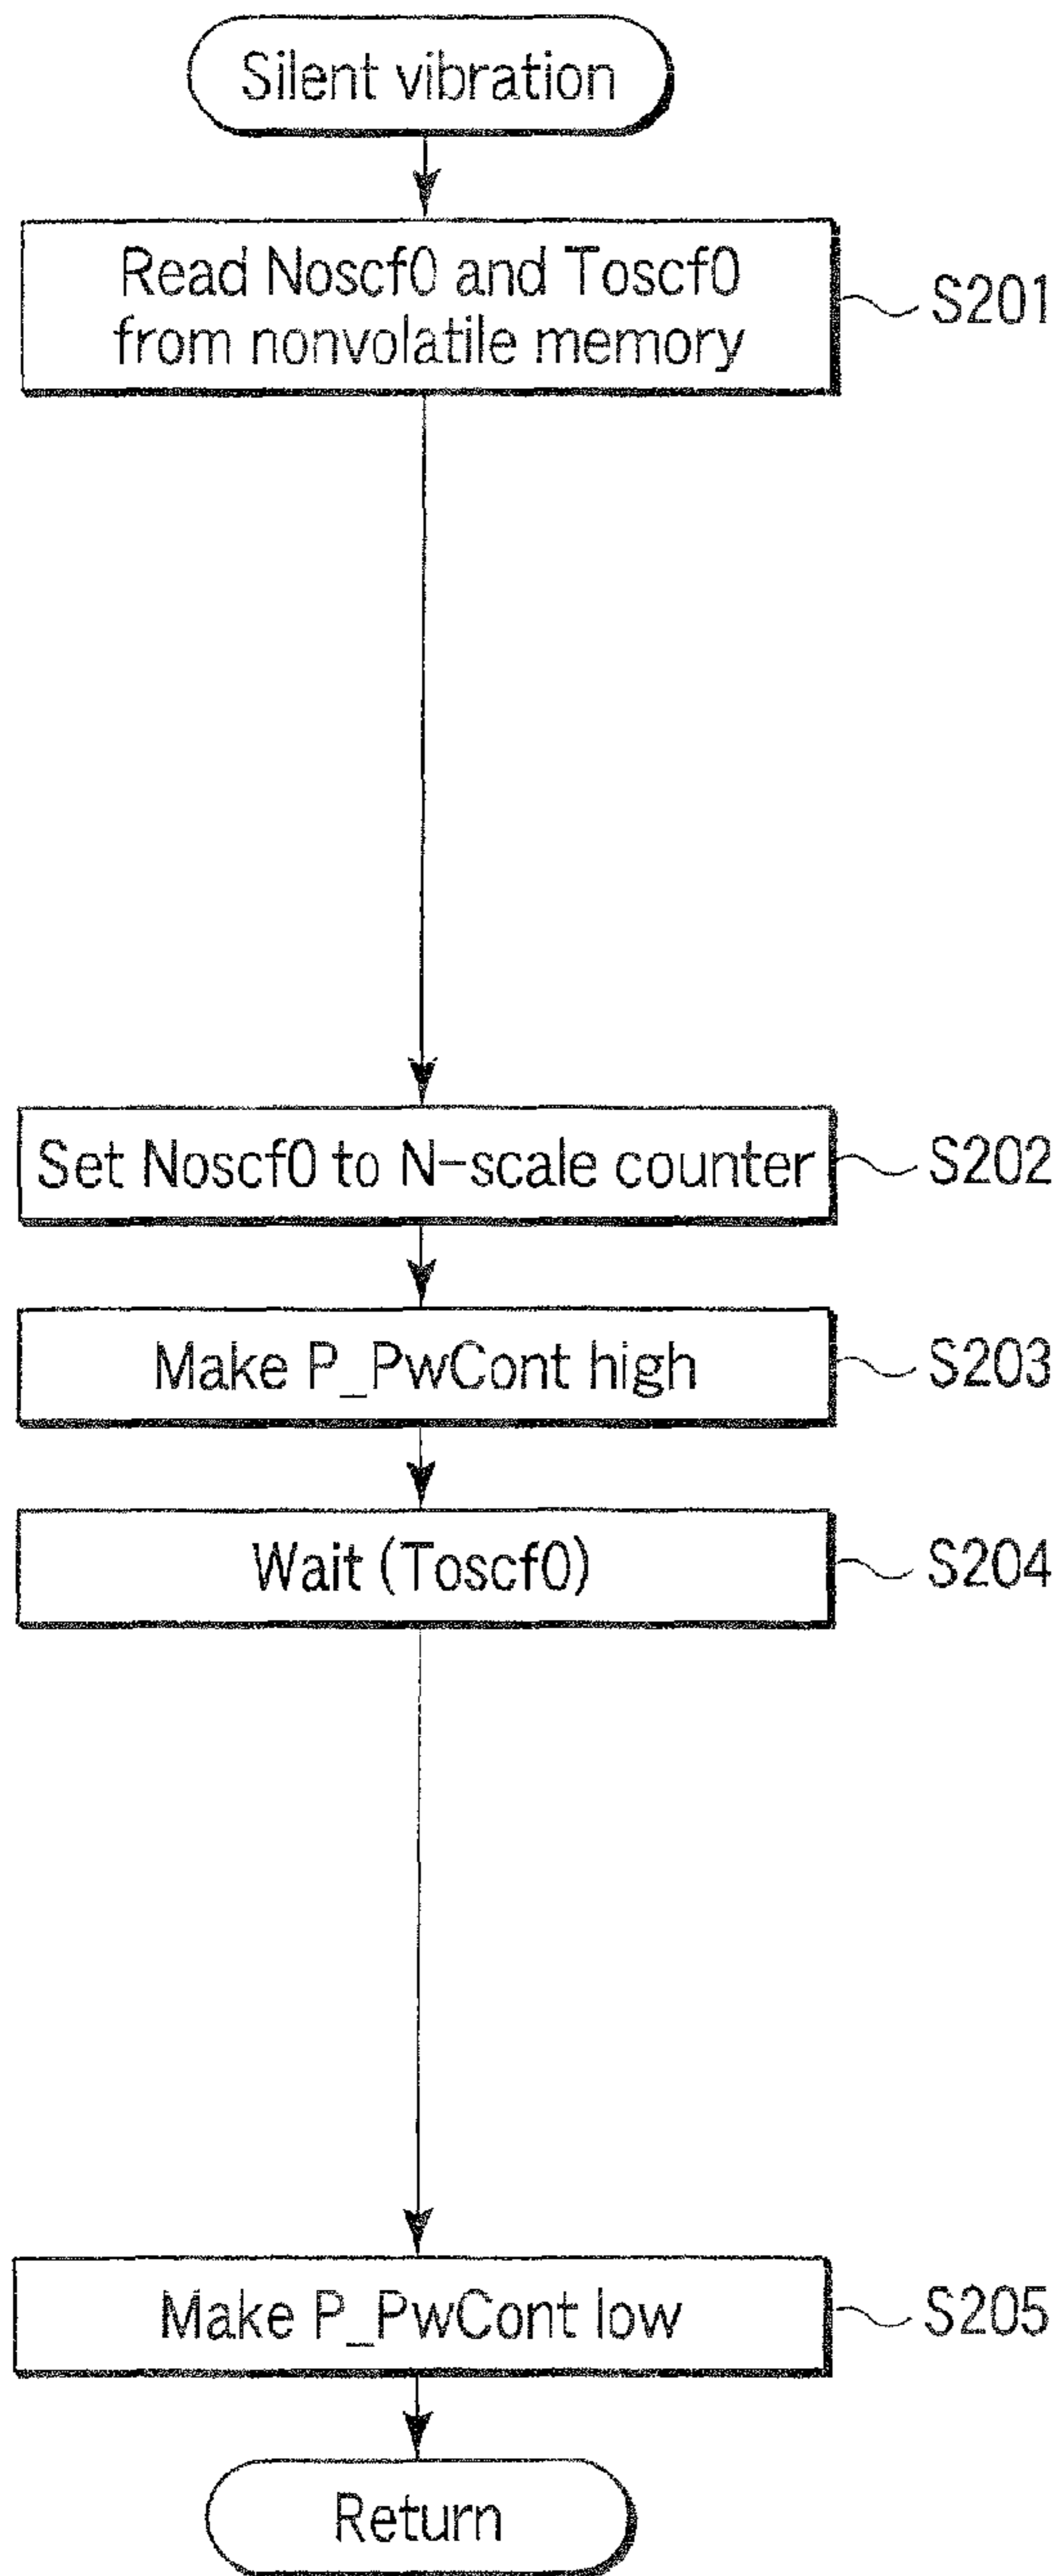 Silent vibration
Read Noscf0 and Toscf0
from nonvolatile memory
S201
Set Noscf0 to N-scale counter
S202
Make P_PwCont high
S203
Wait (Toscf0)
S204
Make P_PwCont low
S205
Return